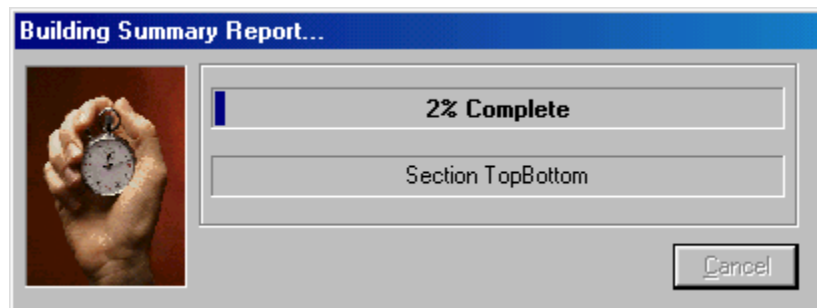 Building Summary Report...
2% Complete
Section TopBottom
Cancel